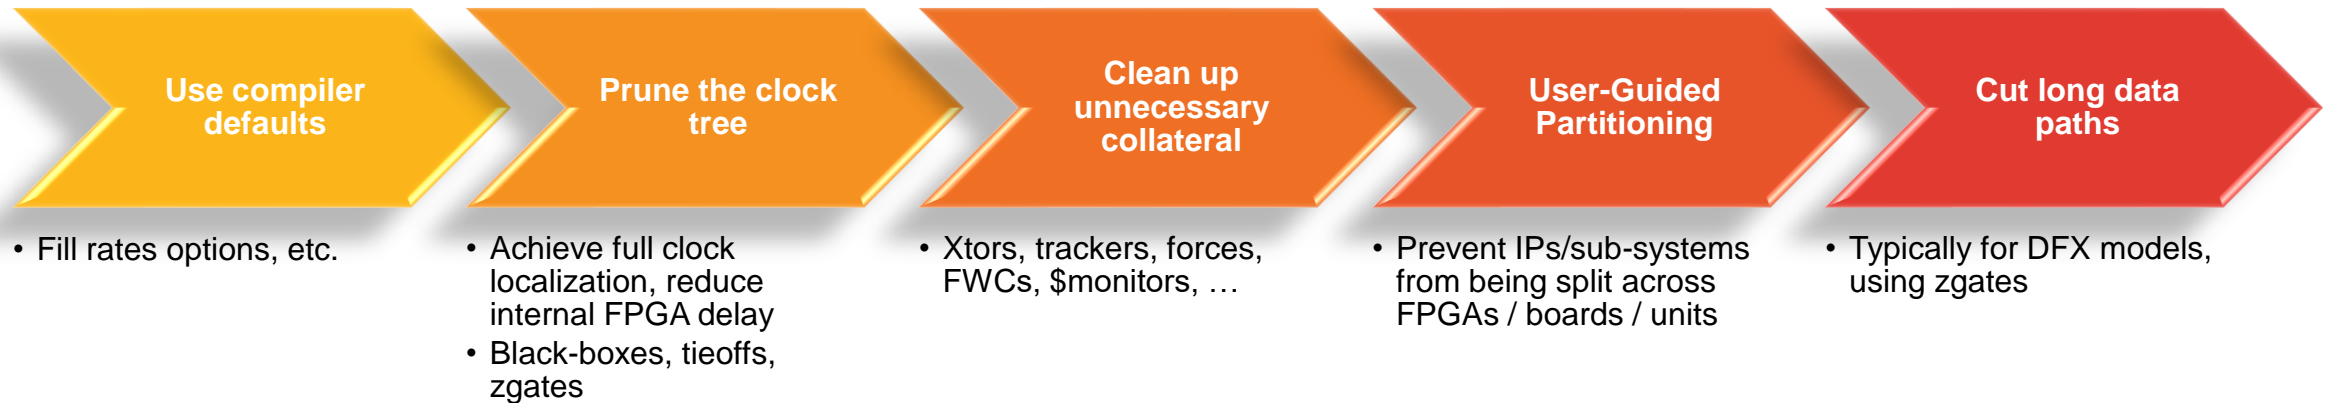 Use compiler
defaults
• Fill rates options, etc.
Prune the clock
tree
• Achieve full clock
localization, reduce
internal FPGA delay
• Black-boxes, tieoffs,
zgates
Clean up
unnecessary
collateral
• Xtors, trackers, forces,
FWCs, $monitors, …
User-Guided
Partitioning
• Prevent IPs/sub-systems
from being split across
FPGAs / boards / units
Cut long data
paths
• Typically for DFX models,
using zgates